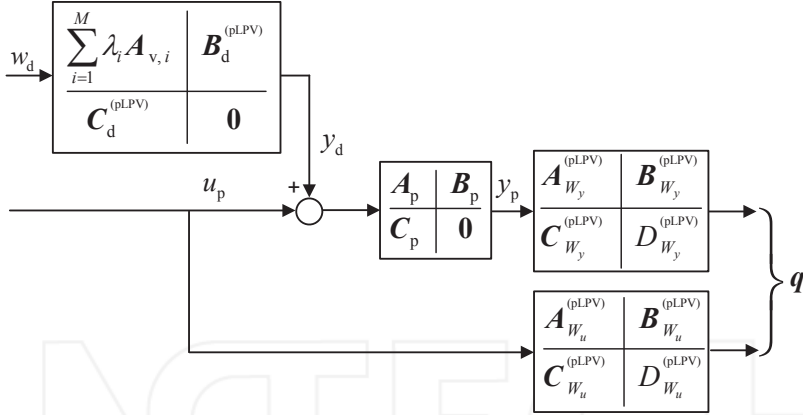 w_d
∑_{i=1}^{M} λ_i A_{v, i}
B_d^{(pLPV)}
C_d^{(pLPV)}
0
y_d
u_p
+
A_p
B_p
C_p
0
y_p
A_{W_y}^{(pLPV)}
B_{W_y}^{(pLPV)}
C_{W_y}^{(pLPV)}
D_{W_y}^{(pLPV)}
q
A_{W_u}^{(pLPV)}
B_{W_u}^{(pLPV)}
C_{W_u}^{(pLPV)}
D_{W_u}^{(pLPV)}